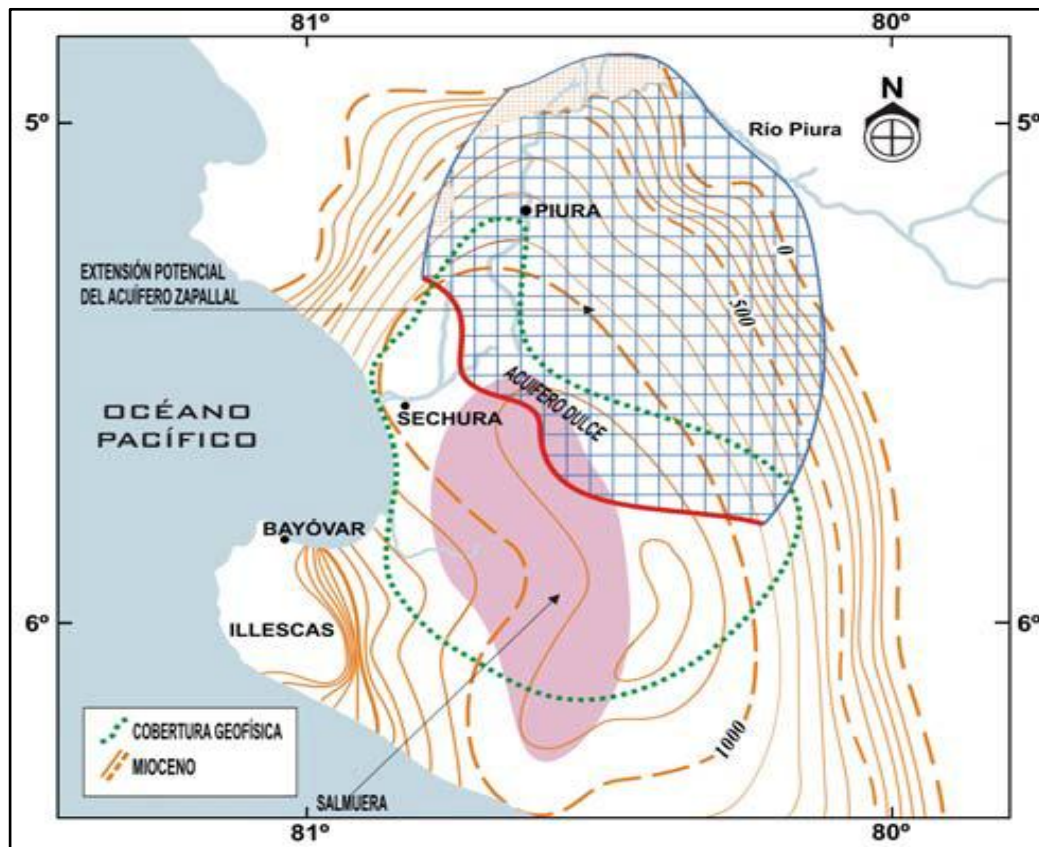 81º
80º
5º
5º
N
Río Piura
PIURA
EXTENSIÓN POTENCIAL
DEL ACUÍFERO ZAPALLAL
0
500
ACUIFERO DULCE
SECHURA
OCÉANO
PACÍFICO
BAYÓVAR
6º
6º
ILLESCAS
1000
COBERTURA GEOFÍSICA
MIOCENO
SALMUERA
81º
80º